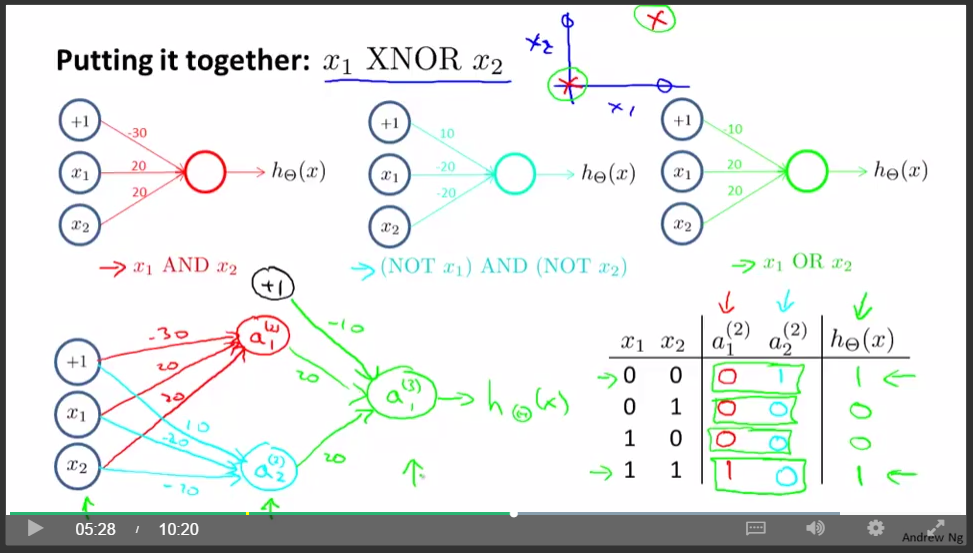 Putting it together: x₁ XNOR x₂
x₂
x₁
+1
-30
x₁
20
hΘ(x)
20
x₂
→ x₁ AND x₂
+1
10
x₁
-20
hΘ(x)
-20
x₂
→ (NOT x₁) AND (NOT x₂)
+1
-10
x₁
20
hΘ(x)
20
x₂
→ x₁ OR x₂
+1
-30
-10
+1
20
a₁⁽²⁾
20
20
a₁⁽³⁾
→ hΘ(x)
x₁
10
-20
a₂⁽²⁾
20
x₂
x₁ x₂ a₁⁽²⁾ a₂⁽²⁾ hΘ(x)
→ 0 0 0 1 1 ←
0 1 0 0 0
1 0 0 0 0
→ 1 1 1 0 1 ←
05:28 / 10:20
Andrew Ng